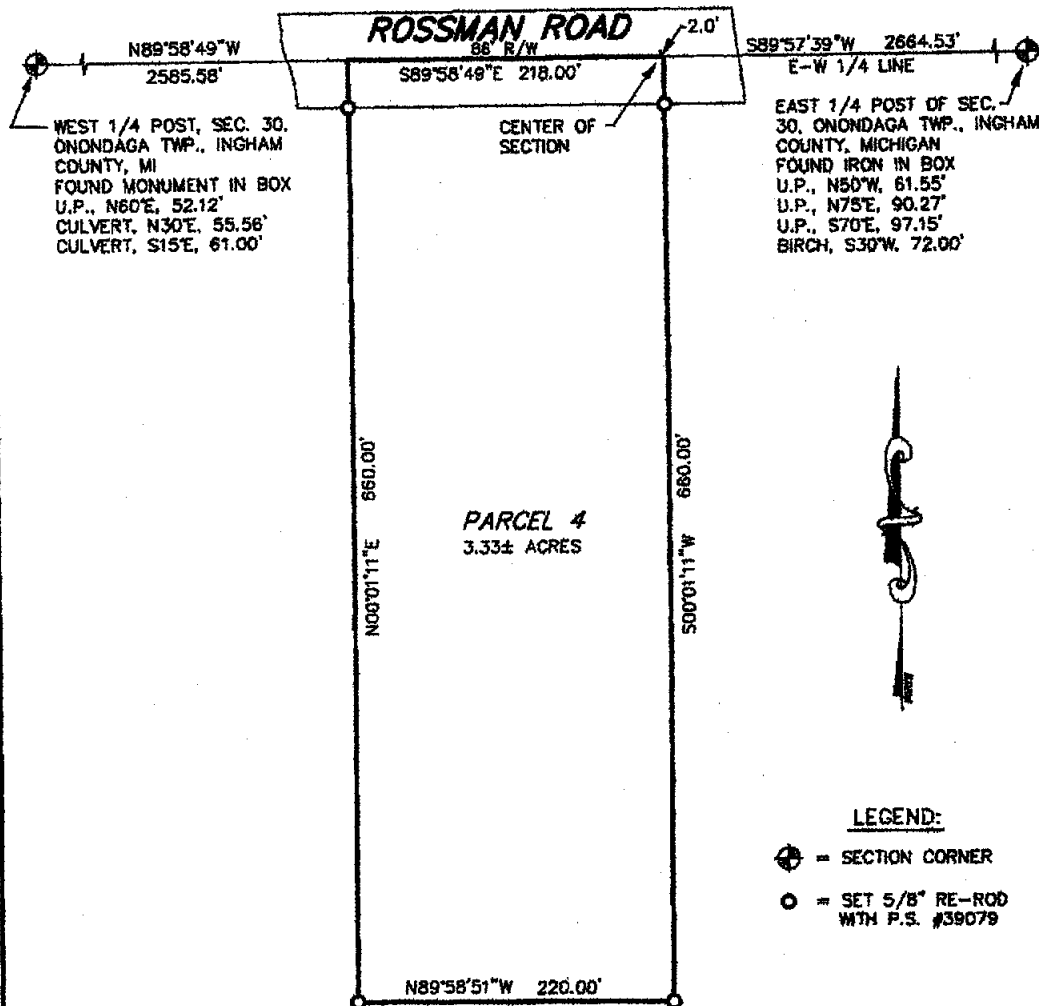 ROSSMAN ROAD
66' R/W
2.0'
N89°58'49"W
2585.58'
S89°58'49"E 218.00'
S89°57'39"W 2664.53'
E-W 1/4 LINE
WEST 1/4 POST, SEC. 30.
ONONDAGA TWP., INGHAM
COUNTY, MI
FOUND MONUMENT IN BOX
U.P., N60°E, 52.12'
CULVERT, N30°E, 55.56'
CULVERT, S15°E, 61.00'
CENTER OF
SECTION
EAST 1/4 POST OF SEC.
30, ONONDAGA TWP., INGHAM
COUNTY, MICHIGAN
FOUND IRON IN BOX
U.P., N50°W, 61.55'
U.P., N75°E, 90.27'
U.P., S70°E, 97.15'
BIRCH, S30°W, 72.00'
N00°01'11"E 660.00'
PARCEL 4
3.33± ACRES
S00°01'11"W 660.00'
LEGEND:
= SECTION CORNER
= SET 5/8" RE-ROD
WITH P.S. #39079
N89°58'51"W 220.00'